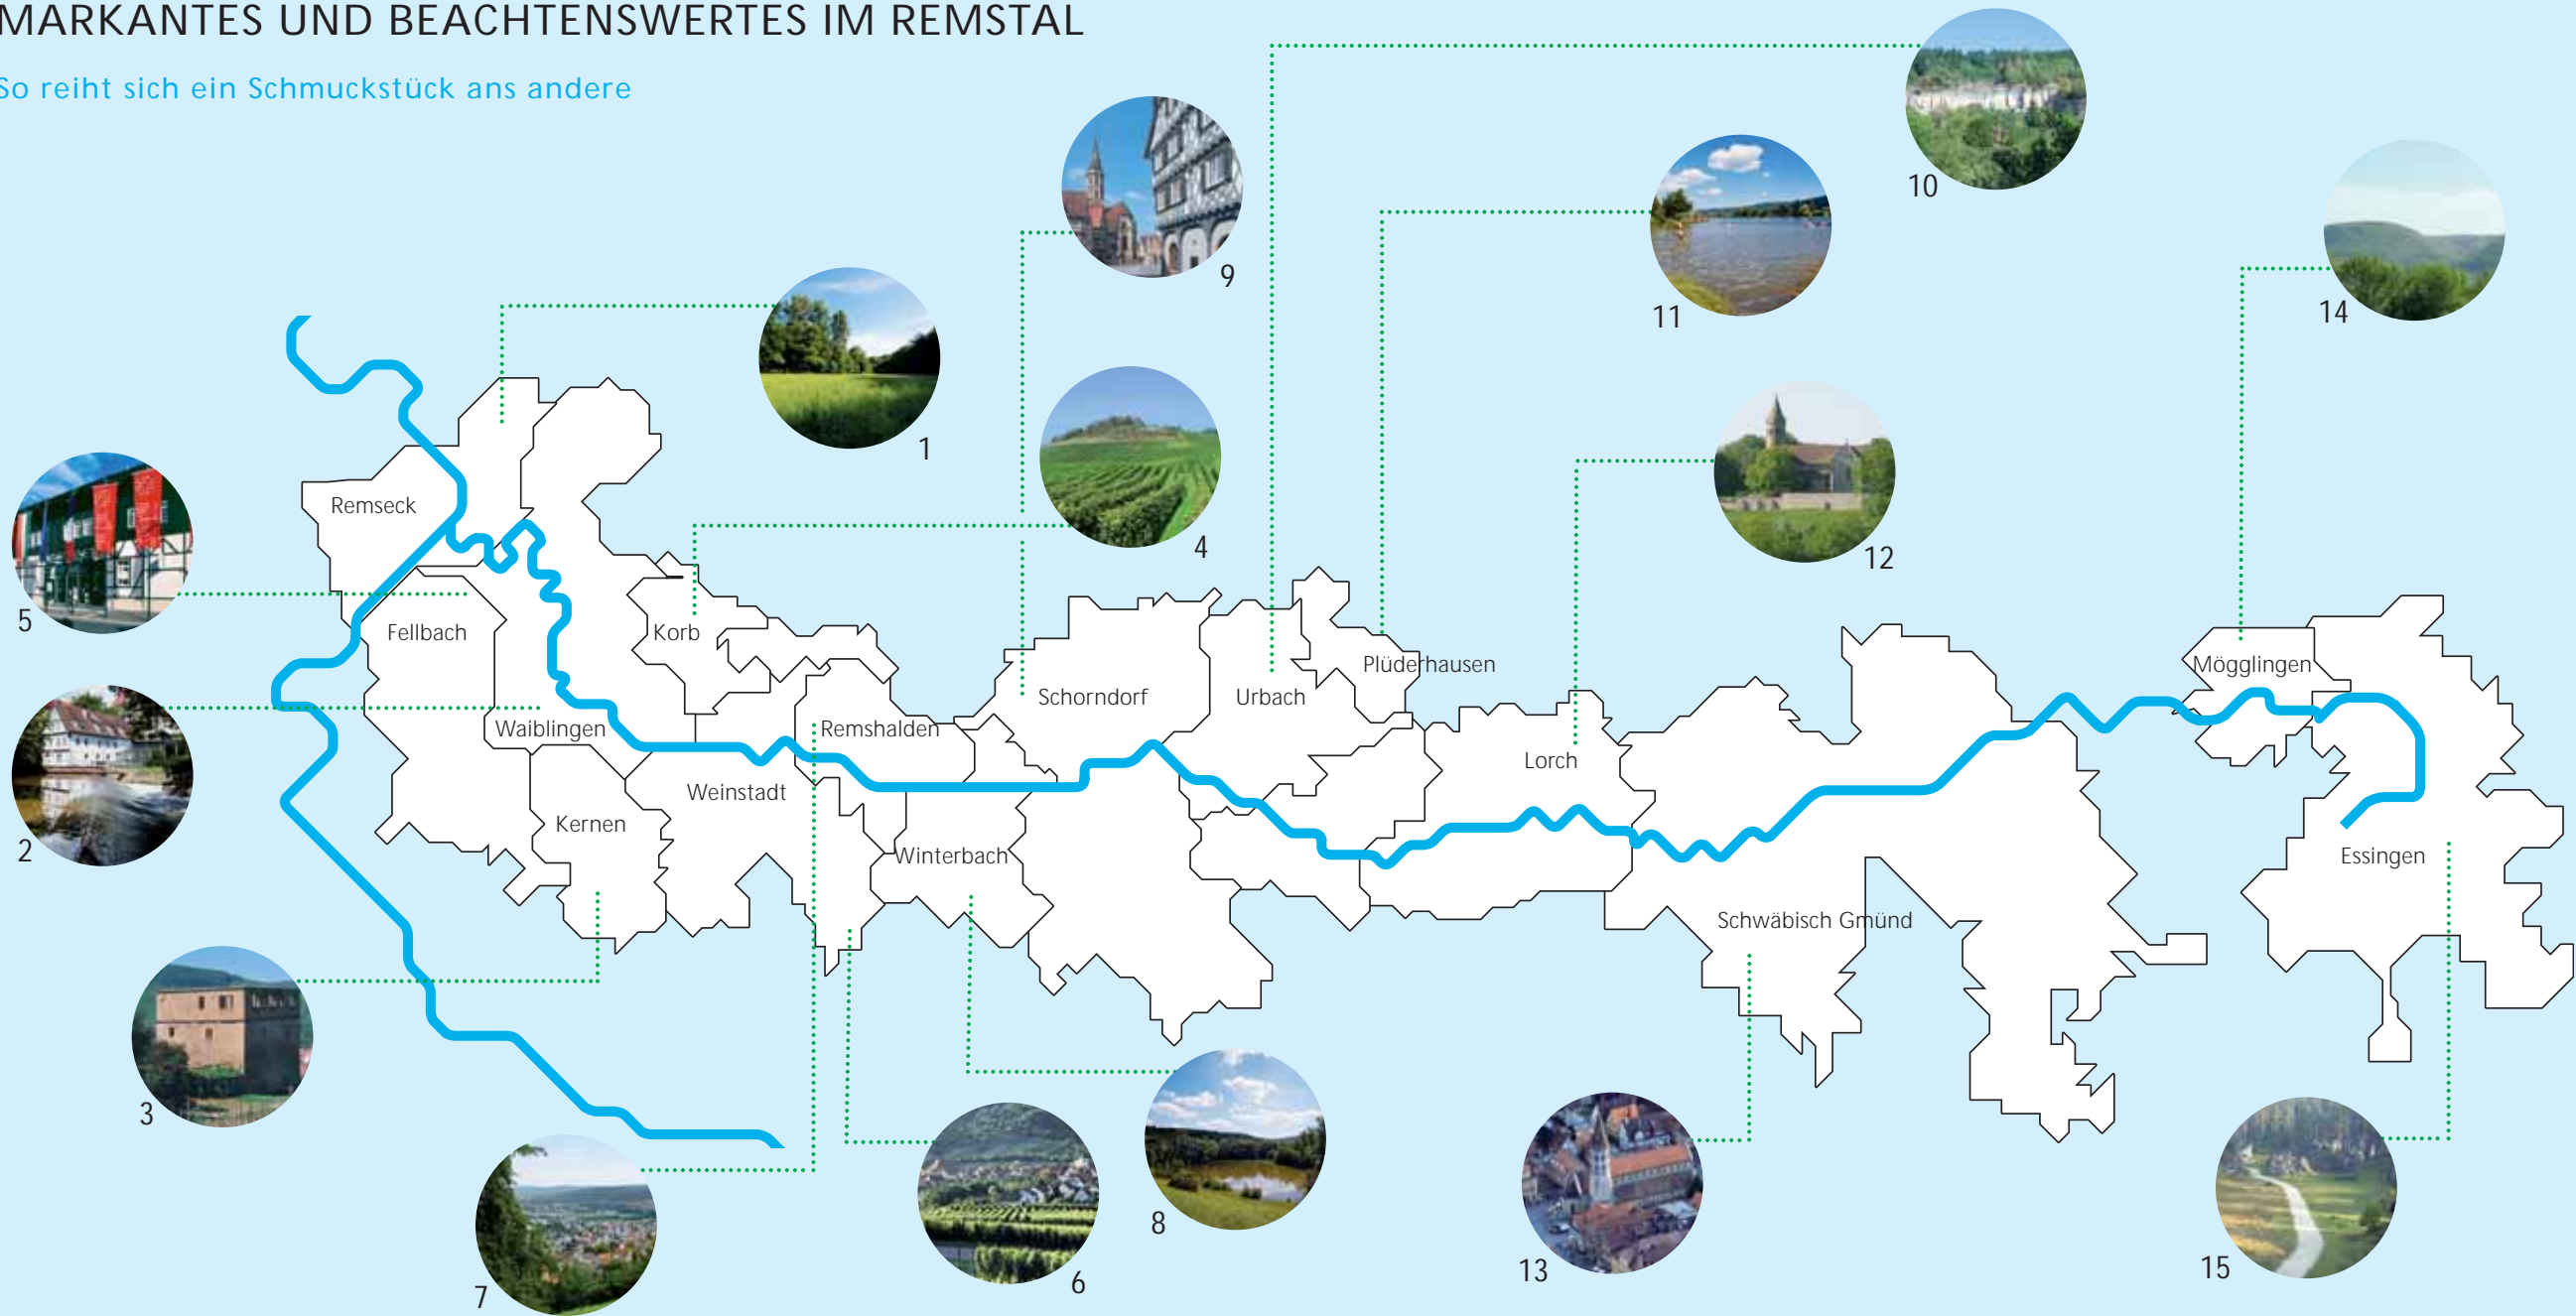 MARKANTES UND BEACHTENSWERTES IM REMSTAL
So reiht sich ein Schmuckstück ans andere
10
9
14
11
1
Remseck
4
12
5
Fellbach
Korb
Plüderhausen
Mögglingen
Schorndorf
Urbach
Waiblingen
Remshalden
Lorch
Weinstadt
Kernen
2
Winterbach
Essingen
Schwäbisch Gmünd
3
8
13
15
6
7